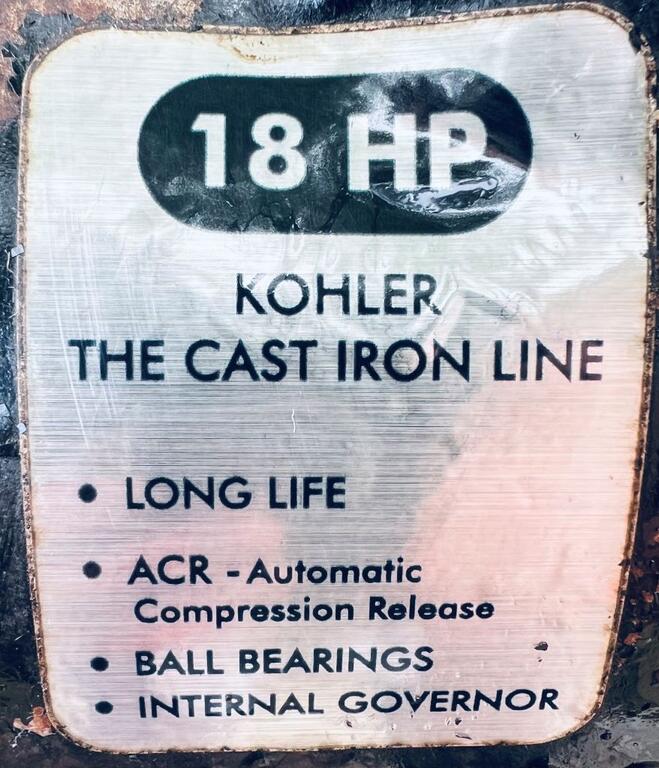 18 HP
KOHLER
THE CAST IRON LINE
• LONG LIFE
• ACR - Automatic
Compression Release
• BALL BEARINGS
• INTERNAL GOVERNOR